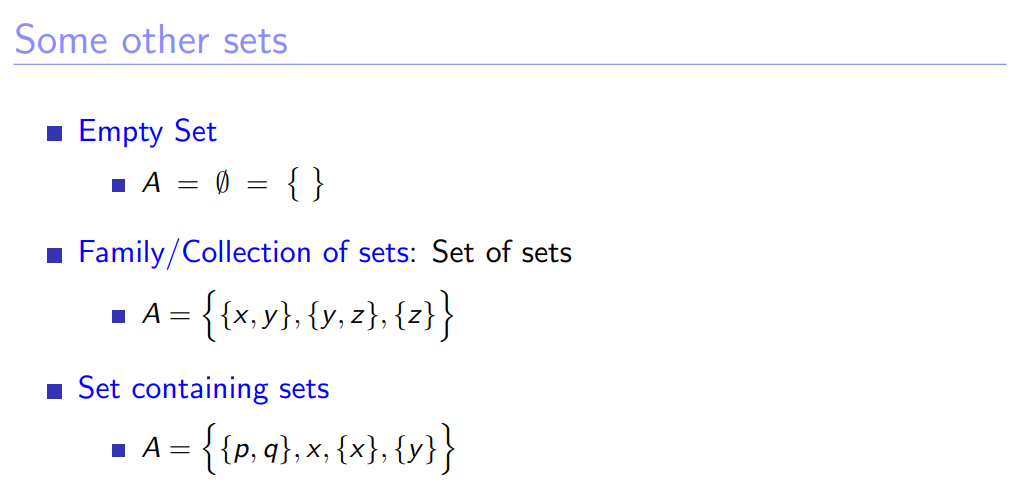 Some other sets
Empty Set
A = ∅ = { }
Family/Collection of sets: Set of sets
A = {{x, y}, {y, z}, {z}}
Set containing sets
A = {{p, q}, x, {x}, {y}}